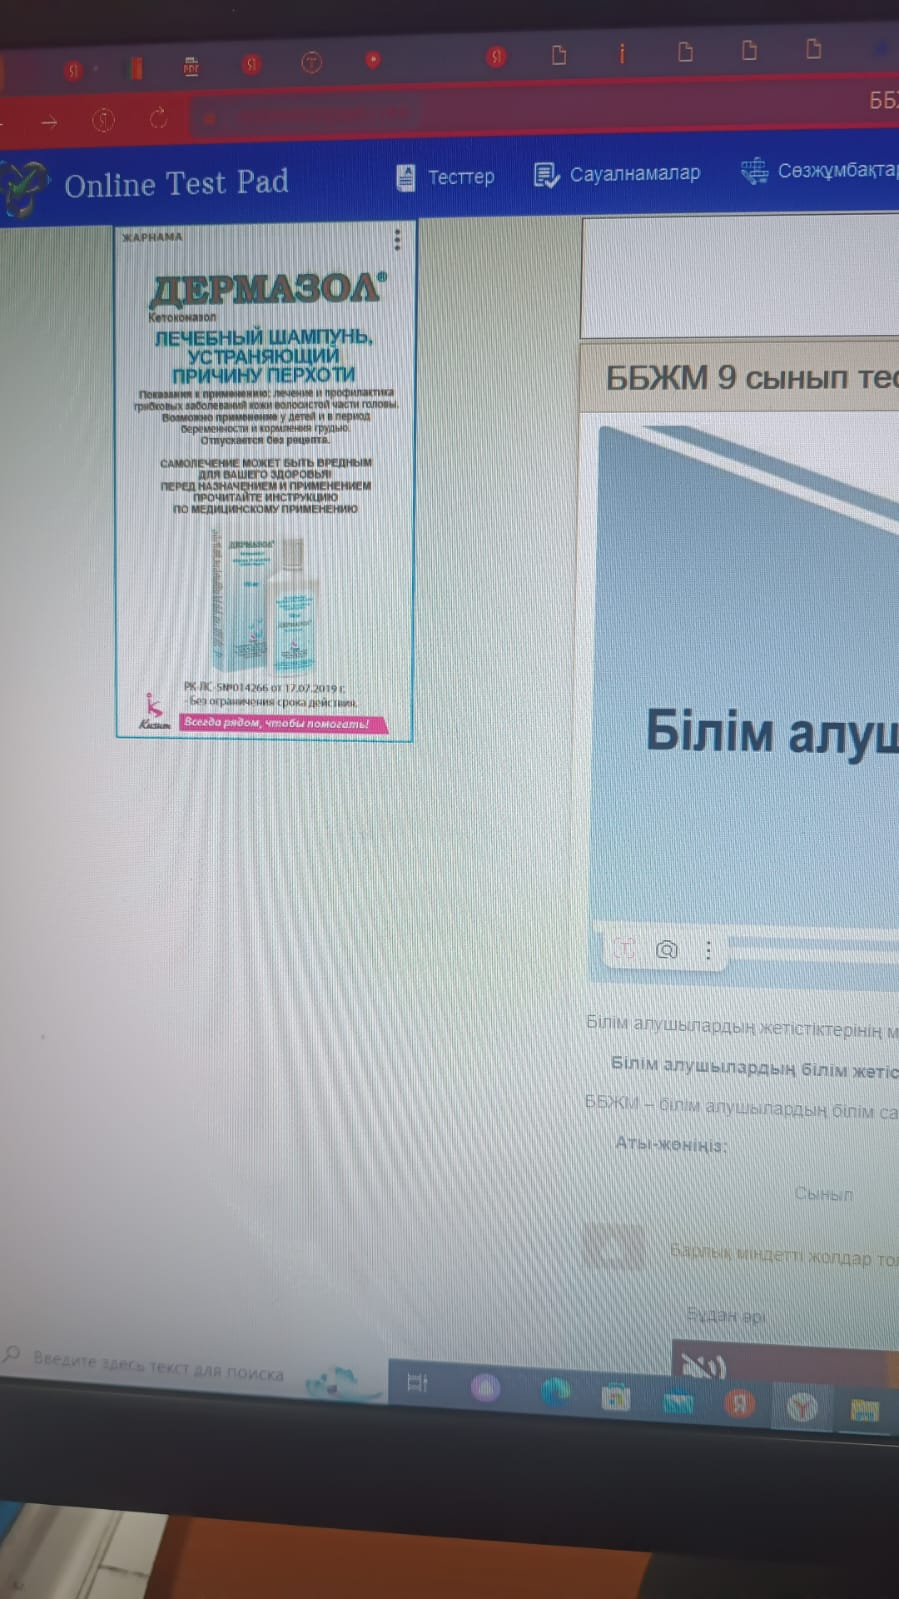 ББЖ
Online Test Pad
Тесттер
Сауалнамалар
Сөзжұмбақтар
ЖАРНАМА
ДЕРМАЗОЛ®
Кетоконазол
ЛЕЧЕБНЫЙ ШАМПУНЬ,
УСТРАНЯЮЩИЙ
ПРИЧИНУ ПЕРХОТИ
Показания к применению: лечение и профилактика
грибковых заболеваний кожи волосистой части головы.
Возможно применение у детей и в период
беременности и кормления грудью.
Отпускается без рецепта.
САМОЛЕЧЕНИЕ МОЖЕТ БЫТЬ ВРЕДНЫМ
ДЛЯ ВАШЕГО ЗДОРОВЬЯ!
ПЕРЕД НАЗНАЧЕНИЕМ И ПРИМЕНЕНИЕМ
ПРОЧИТАЙТЕ ИНСТРУКЦИЮ
ПО МЕДИЦИНСКОМУ ПРИМЕНЕНИЮ
ДЕРМАЗОЛ
РК-ЛС-5№014266 от 17.07.2019 г.
- Без ограничения срока действия.
Кусум
Всегда рядом, чтобы помогать!
ББЖМ 9 сынып тес
Білім алуш
Білім алушылардың жетістіктерінің м
Білім алушылардың білім жетіс
ББЖМ – білім алушылардың білім са
Аты-жөніңіз:
Сынып
Барлық міндетті жолдар тол
Бұдан әрі
Введите здесь текст для поиска